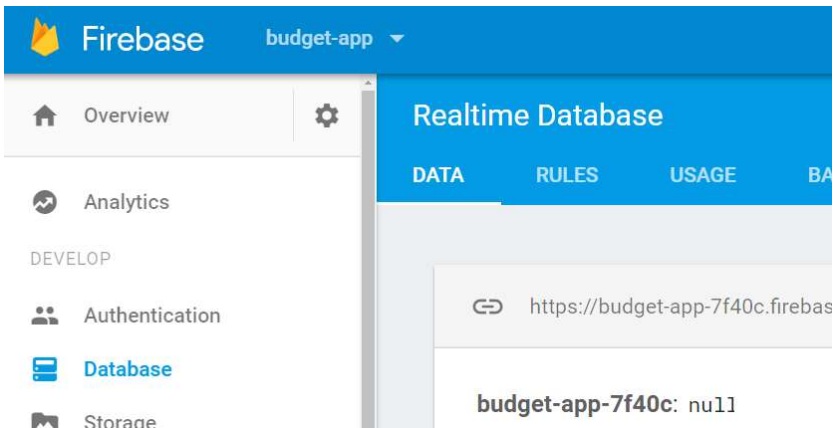 Firebase budget-app
Overview
Analytics
DEVELOP
Authentication
Database
Storage
Realtime Database
DATA RULES USAGE BA
https://budget-app-7f40c.firebas
budget-app-7f40c: null